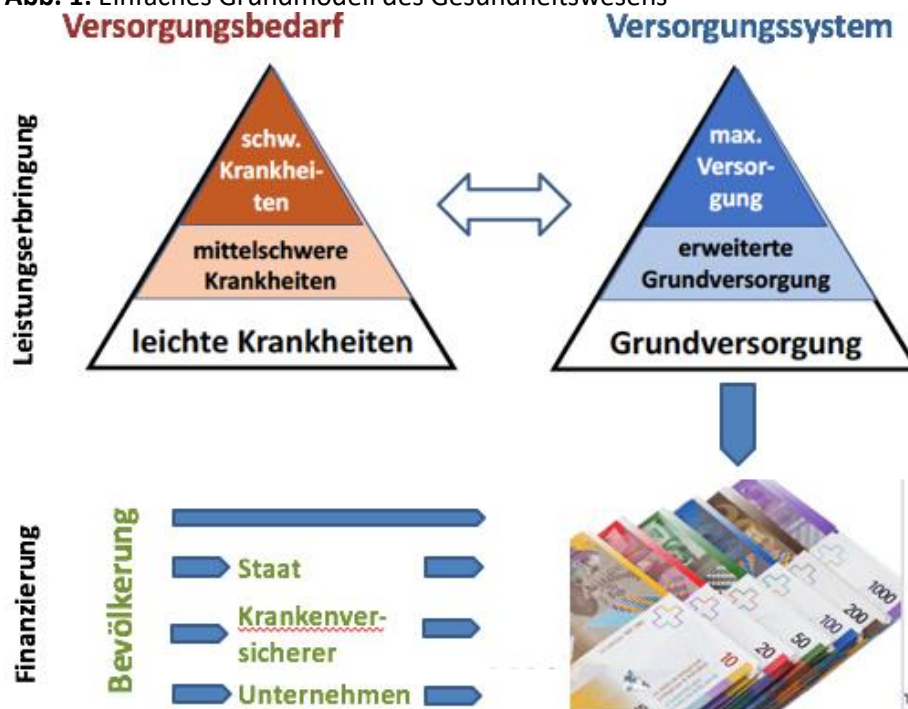 Abb. 1: Einfaches Grundmodell des Gesundheitswesens
Versorgungsbedarf
Versorgungssystem
Leistungserbringung
schw.
Krankhei-
ten
mittelschwere
Krankheiten
leichte Krankheiten
max.
Versor-
gung
erweiterte
Grundversorgung
Grundversorgung
Finanzierung
Bevölkerung
Staat
Krankenver-
sicherer
Unternehmen
10
20
50
100
200
1000